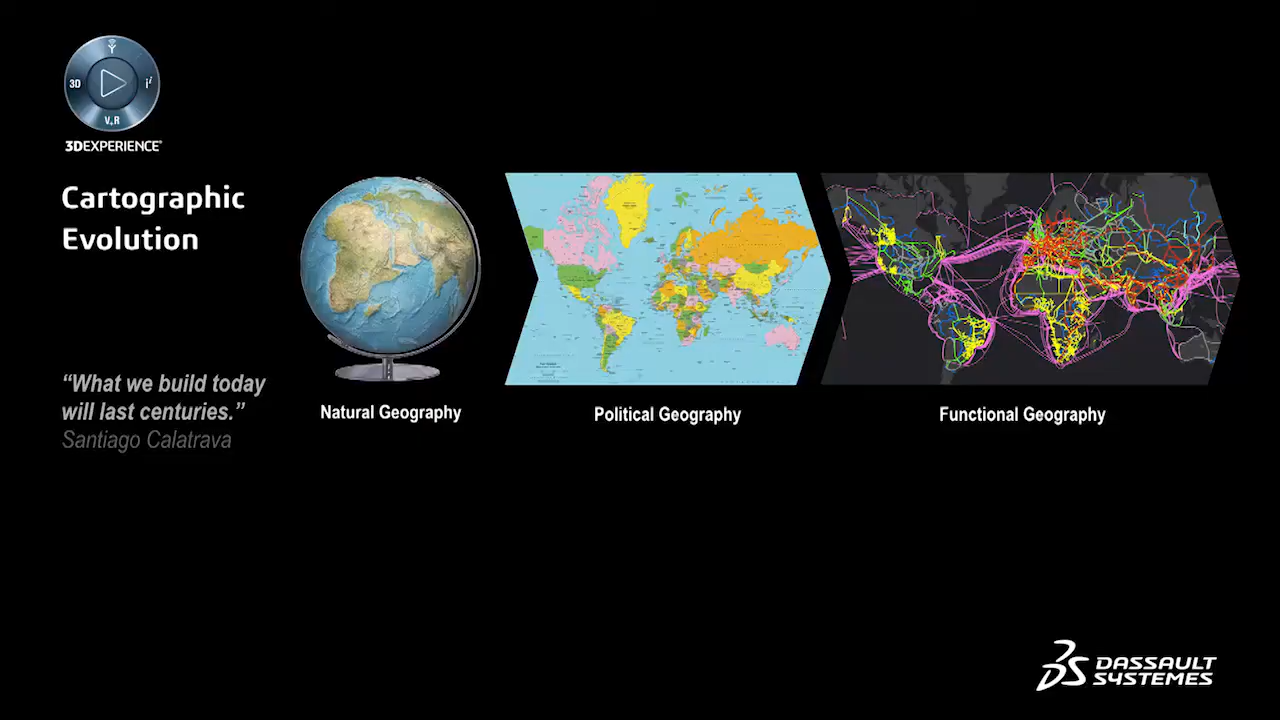 3D
i
V,R
3DEXPERIENCE®
Cartographic
Evolution
“What we build today
will last centuries.”
Santiago Calatrava
Natural Geography
Political Geography
Functional Geography
DASSAULT
SYSTEMES